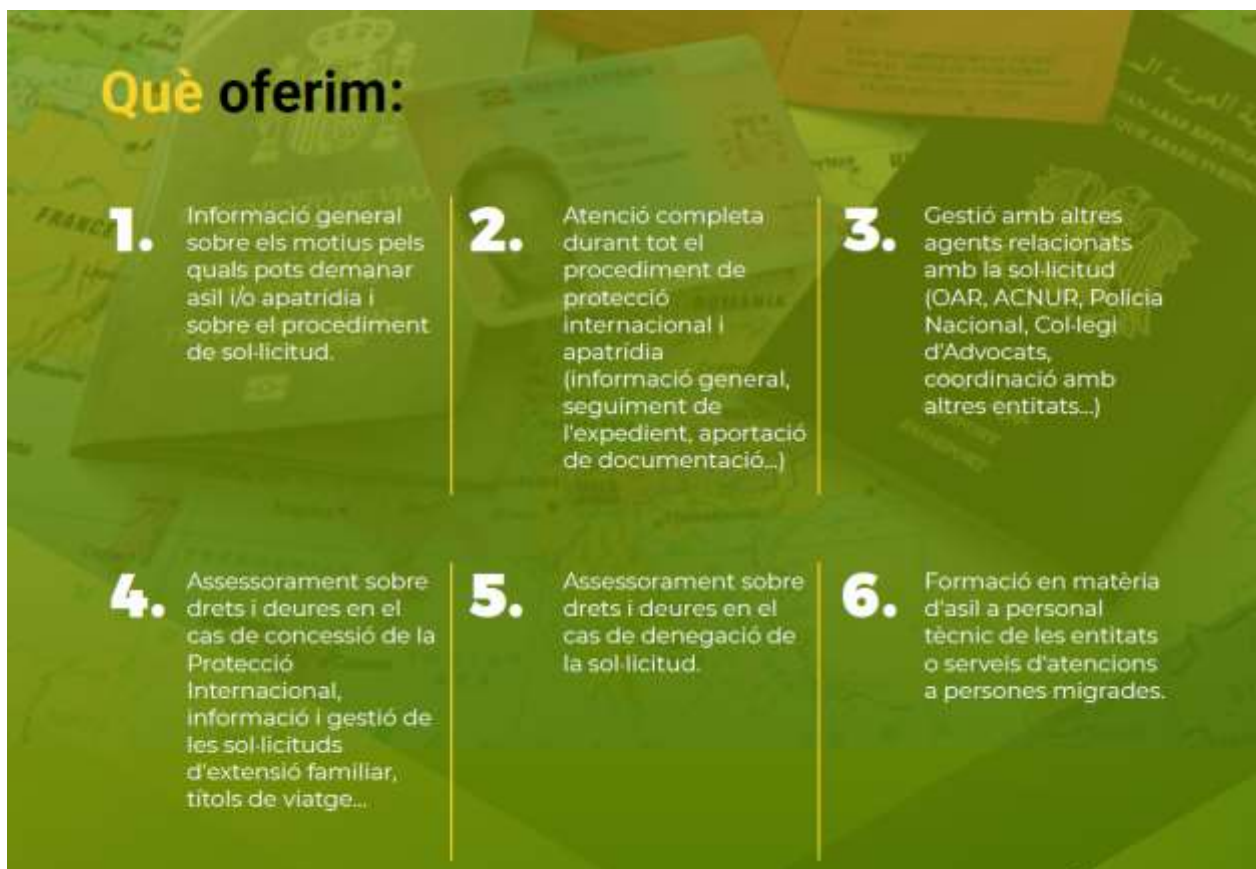 Què oferim:
1.
Informació general
sobre els motius pels
quals pots demanar
asil i/o apatrídia i
sobre el procediment
de sol·licitud.
2.
Atenció completa
durant tot el
procediment de
protecció
internacional i
apatrídia
(informació general,
seguiment de
l'expedient, aportació
de documentació...)
3.
Gestió amb altres
agents relacionats
amb la sol·licitud
(OAR, ACNUR, Policia
Nacional, Col·legi
d'Advocats,
coordinació amb
altres entitats...)
4.
Assessorament sobre
drets i deures en el
cas de concessió de la
Protecció
Internacional,
informació i gestió de
les sol·licituds
d'extensió familiar,
títols de viatge...
5.
Assessorament sobre
drets i deures en el
cas de denegació de
la sol·licitud.
6.
Formació en matèria
d'asil a personal
tècnic de les entitats
o serveis d'atencions
a persones migrades.